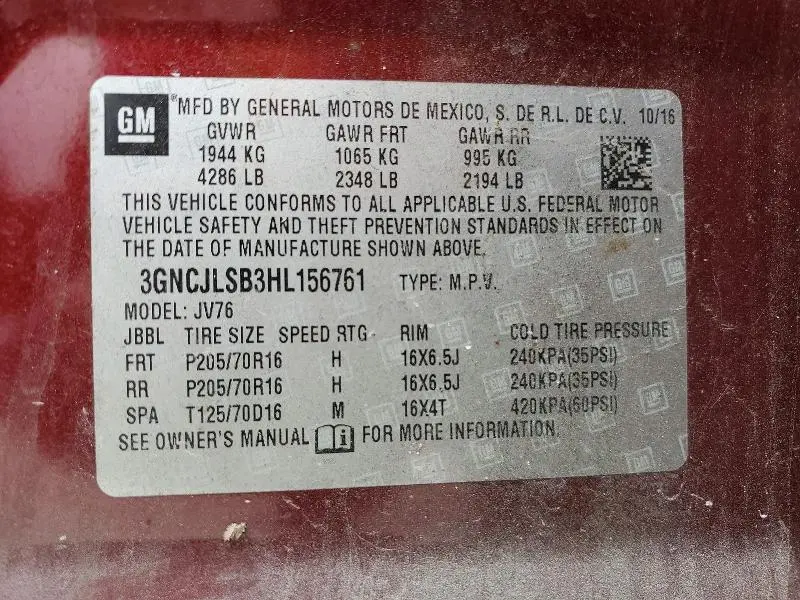 GM ®MFD BY GENERAL MOTORS DE MEXICO, S. DE R.L. DE C.V. 10/16
GVWR GAWR FRT GAWR RR
1944 KG 1065 KG 995 KG
4286 LB 2348 LB 2194 LB
THIS VEHICLE CONFORMS TO ALL APPLICABLE U.S. FEDERAL MOTOR
VEHICLE SAFETY AND THEFT PREVENTION STANDARDS IN EFFECT ON
THE DATE OF MANUFACTURE SHOWN ABOVE.
3GNCJLSB3HL156761 TYPE: M.P.V.
MODEL: JV76
JBBL TIRE SIZE SPEED RTG RIM COLD TIRE PRESSURE
FRT P205/70R16 H 16X6.5J 240KPA(35PSI)
RR P205/70R16 H 16X6.5J 240KPA(35PSI)
SPA T125/70D16 M 16X4T 420KPA(60PSI)
SEE OWNER'S MANUAL i FOR MORE INFORMATION.